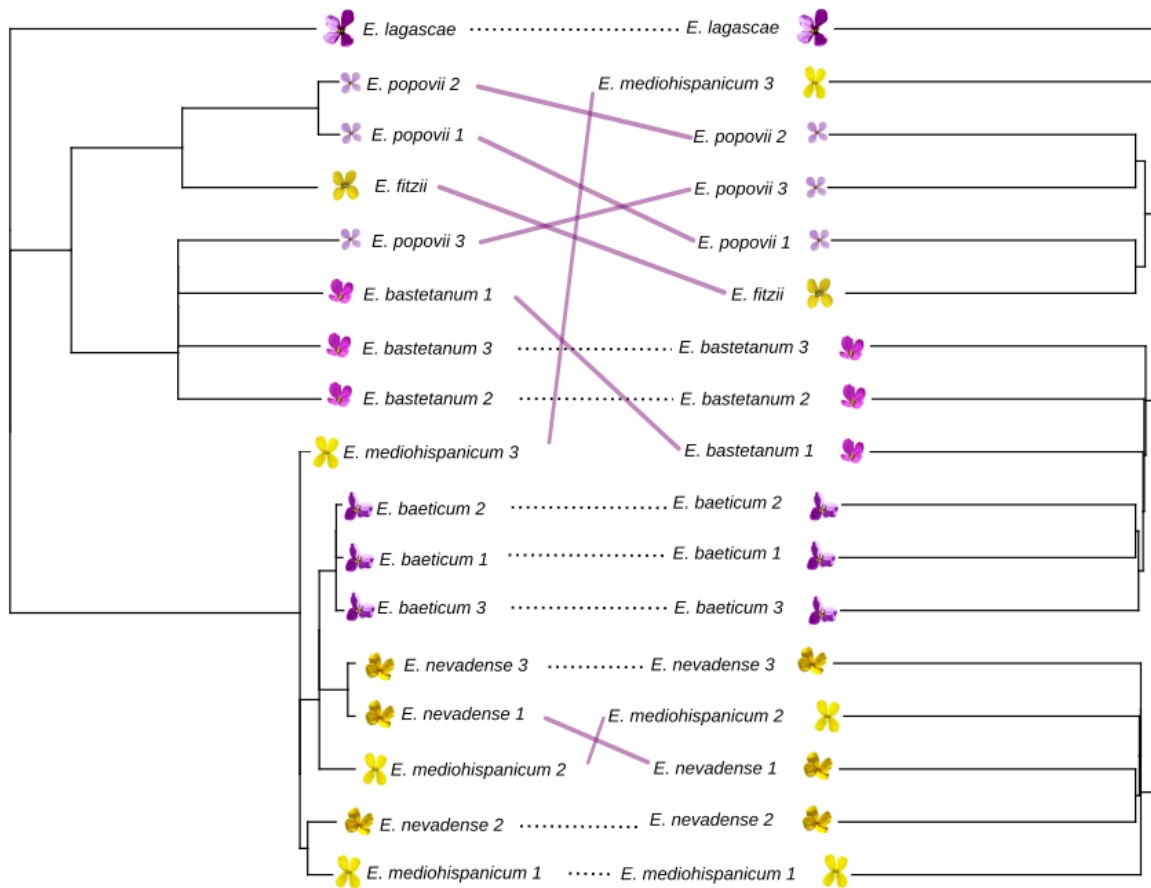 E. lagascae E. lagascae
E. popovii 2 E. mediohispanicum 3
E. popovii 1 E. popovii 2
E. fitzii E. popovii 3
E. popovii 3 E. popovii 1
E. bastetanum 1 E. fitzii
E. bastetanum 3 E. bastetanum 3
E. bastetanum 2 E. bastetanum 2
E. mediohispanicum 3 E. bastetanum 1
E. baeticum 2 E. baeticum 2
E. baeticum 1 E. baeticum 1
E. baeticum 3 E. baeticum 3
E. nevadense 3 E. nevadense 3
E. nevadense 1 E. mediohispanicum 2
E. mediohispanicum 2 E. nevadense 1
E. nevadense 2 E. nevadense 2
E. mediohispanicum 1 E. mediohispanicum 1